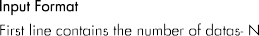 Input Format
First line contains the number of datas- N